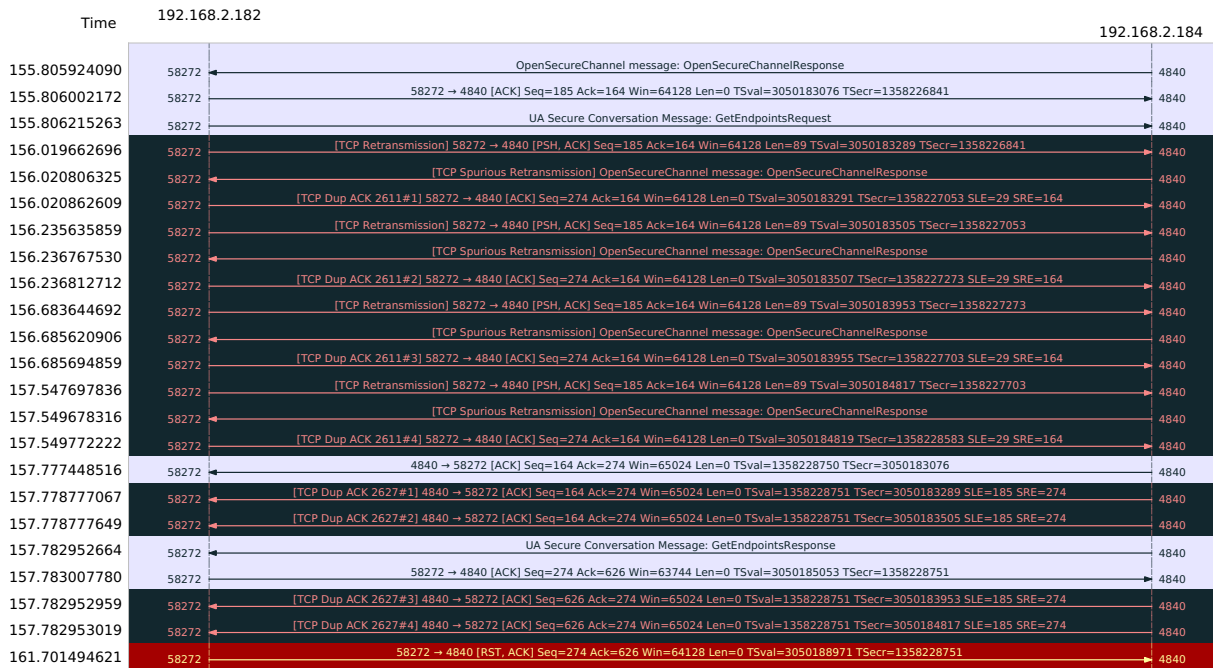 192.168.2.182
Time
192.168.2.184
155.805924090 58272 OpenSecureChannel message: OpenSecureChannelResponse 4840
155.806002172 58272 58272 → 4840 [ACK] Seq=185 Ack=164 Win=64128 Len=0 TSval=3050183076 TSecr=1358226841 4840
155.806215263 58272 UA Secure Conversation Message: GetEndpointsRequest 4840
156.019662696 58272 [TCP Retransmission] 58272 → 4840 [PSH, ACK] Seq=185 Ack=164 Win=64128 Len=89 TSval=3050183289 TSecr=1358226841 4840
156.020806325 58272 [TCP Spurious Retransmission] OpenSecureChannel message: OpenSecureChannelResponse 4840
156.020862609 58272 [TCP Dup ACK 2611#1] 58272 → 4840 [ACK] Seq=274 Ack=164 Win=64128 Len=0 TSval=3050183291 TSecr=1358227053 SLE=29 SRE=164 4840
156.235635859 58272 [TCP Retransmission] 58272 → 4840 [PSH, ACK] Seq=185 Ack=164 Win=64128 Len=89 TSval=3050183505 TSecr=1358227053 4840
156.236767530 58272 [TCP Spurious Retransmission] OpenSecureChannel message: OpenSecureChannelResponse 4840
156.236812712 58272 [TCP Dup ACK 2611#2] 58272 → 4840 [ACK] Seq=274 Ack=164 Win=64128 Len=0 TSval=3050183507 TSecr=1358227273 SLE=29 SRE=164 4840
156.683644692 58272 [TCP Retransmission] 58272 → 4840 [PSH, ACK] Seq=185 Ack=164 Win=64128 Len=89 TSval=3050183953 TSecr=1358227273 4840
156.685620906 58272 [TCP Spurious Retransmission] OpenSecureChannel message: OpenSecureChannelResponse 4840
156.685694859 58272 [TCP Dup ACK 2611#3] 58272 → 4840 [ACK] Seq=274 Ack=164 Win=64128 Len=0 TSval=3050183955 TSecr=1358227703 SLE=29 SRE=164 4840
157.547697836 58272 [TCP Retransmission] 58272 → 4840 [PSH, ACK] Seq=185 Ack=164 Win=64128 Len=89 TSval=3050184817 TSecr=1358227703 4840
157.549678316 58272 [TCP Spurious Retransmission] OpenSecureChannel message: OpenSecureChannelResponse 4840
157.549772222 58272 [TCP Dup ACK 2611#4] 58272 → 4840 [ACK] Seq=274 Ack=164 Win=64128 Len=0 TSval=3050184819 TSecr=1358228583 SLE=29 SRE=164 4840
157.777448516 58272 4840 → 58272 [ACK] Seq=164 Ack=274 Win=65024 Len=0 TSval=1358228750 TSecr=3050183076 4840
157.778777067 58272 [TCP Dup ACK 2627#1] 4840 → 58272 [ACK] Seq=164 Ack=274 Win=65024 Len=0 TSval=1358228751 TSecr=3050183289 SLE=185 SRE=274 4840
157.778777649 58272 [TCP Dup ACK 2627#2] 4840 → 58272 [ACK] Seq=164 Ack=274 Win=65024 Len=0 TSval=1358228751 TSecr=3050183505 SLE=185 SRE=274 4840
157.782952664 58272 UA Secure Conversation Message: GetEndpointsResponse 4840
157.783007780 58272 58272 → 4840 [ACK] Seq=274 Ack=626 Win=63744 Len=0 TSval=3050185053 TSecr=1358228751 4840
157.782952959 58272 [TCP Dup ACK 2627#3] 4840 → 58272 [ACK] Seq=626 Ack=274 Win=65024 Len=0 TSval=1358228751 TSecr=3050183953 SLE=185 SRE=274 4840
157.782953019 58272 [TCP Dup ACK 2627#4] 4840 → 58272 [ACK] Seq=626 Ack=274 Win=65024 Len=0 TSval=1358228751 TSecr=3050184817 SLE=185 SRE=274 4840
161.701494621 58272 58272 → 4840 [RST, ACK] Seq=274 Ack=626 Win=64128 Len=0 TSval=3050188971 TSecr=1358228751 4840